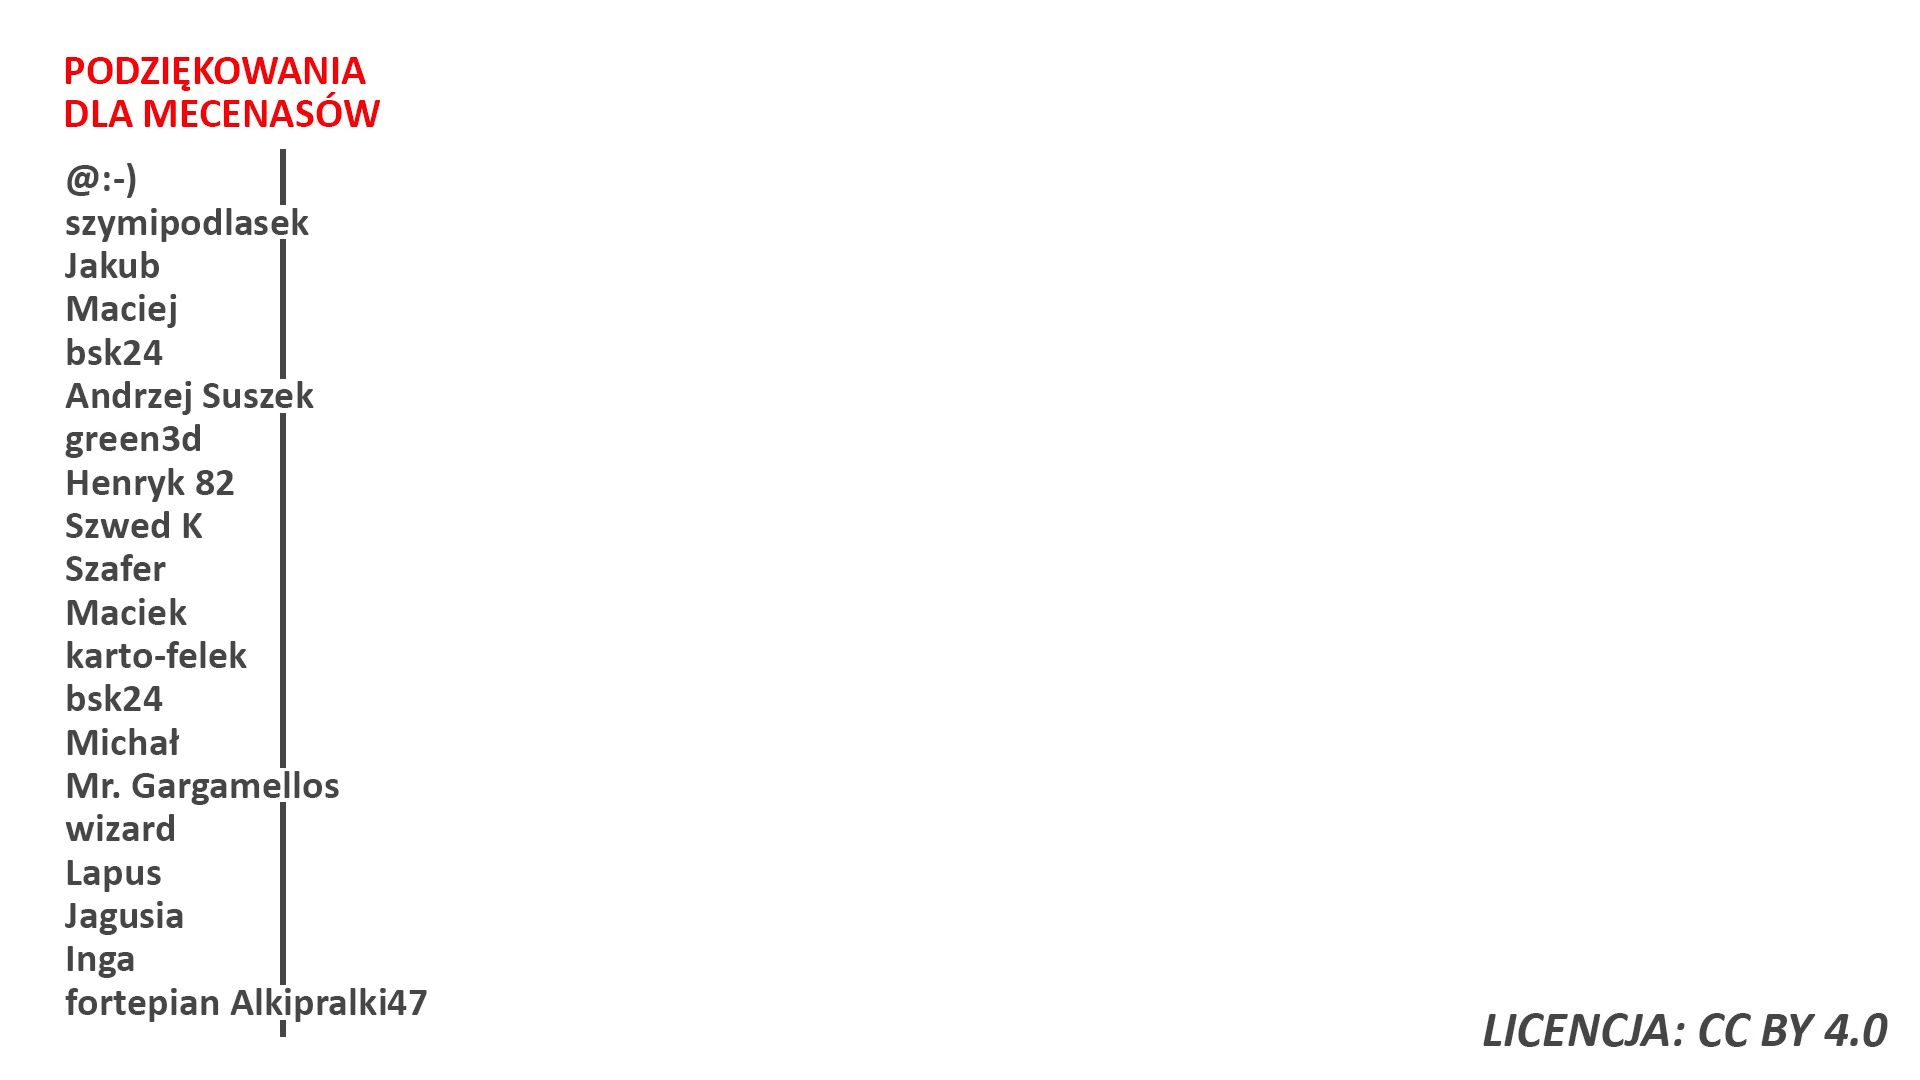 PODZIĘKOWANIA
DLA MECENASÓW
@:-)
szymipodlasek
Jakub
Maciej
bsk24
Andrzej Suszek
green3d
Henryk 82
Szwed K
Szafer
Maciek
karto-felek
bsk24
Michał
Mr. Gargamellos
wizard
Lapus
Jagusia
Inga
fortepian Alkipralki47
LICENCJA: CC BY 4.0